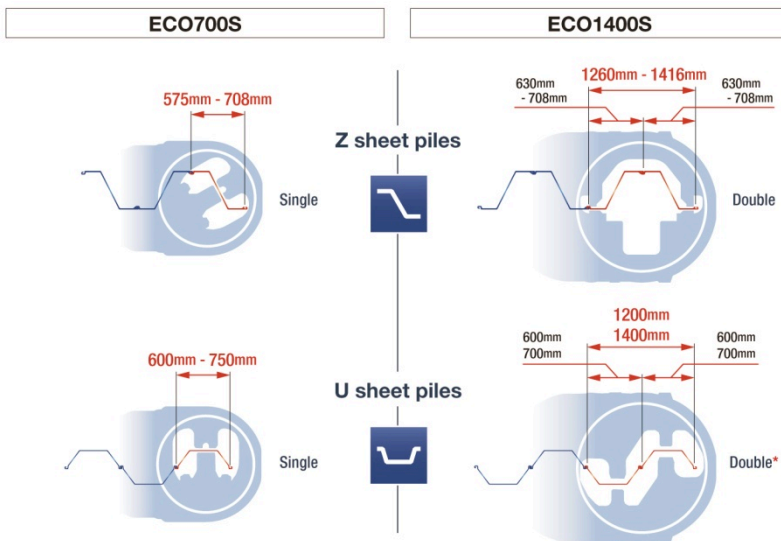 ECO700S
ECO1400S
575mm - 708mm
630mm
- 708mm
1260mm - 1416mm
630mm
- 708mm
Z sheet piles
Single
Double
600mm - 750mm
600mm
700mm
1200mm
1400mm
600mm
700mm
U sheet piles
Single
Double*